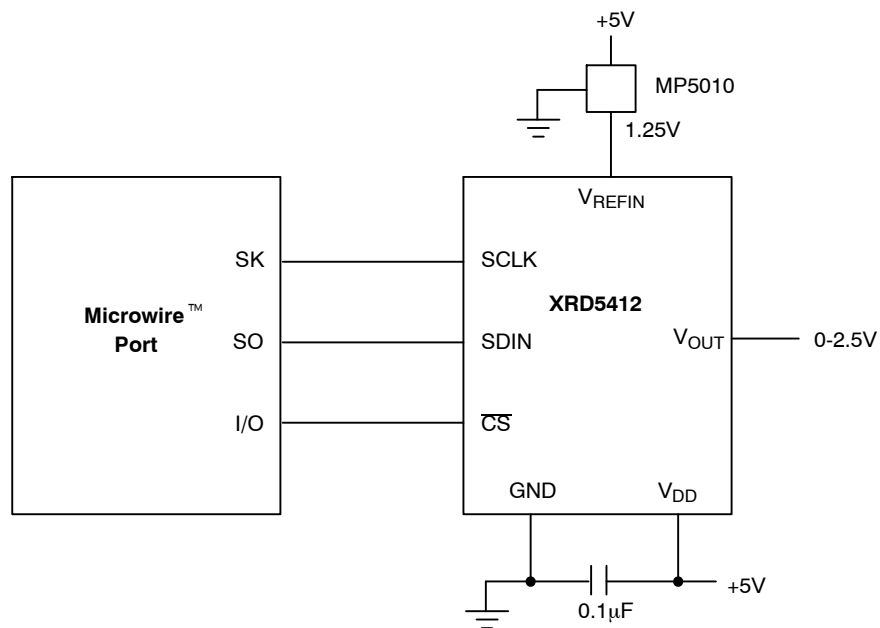 +5V
MP5010
1.25V
VREFIN
SK
SCLK
XRD5412
Microwire™
Port
SO
SDIN
VOUT
0-2.5V
I/O
CS
GND
VDD
+5V
0.1µF